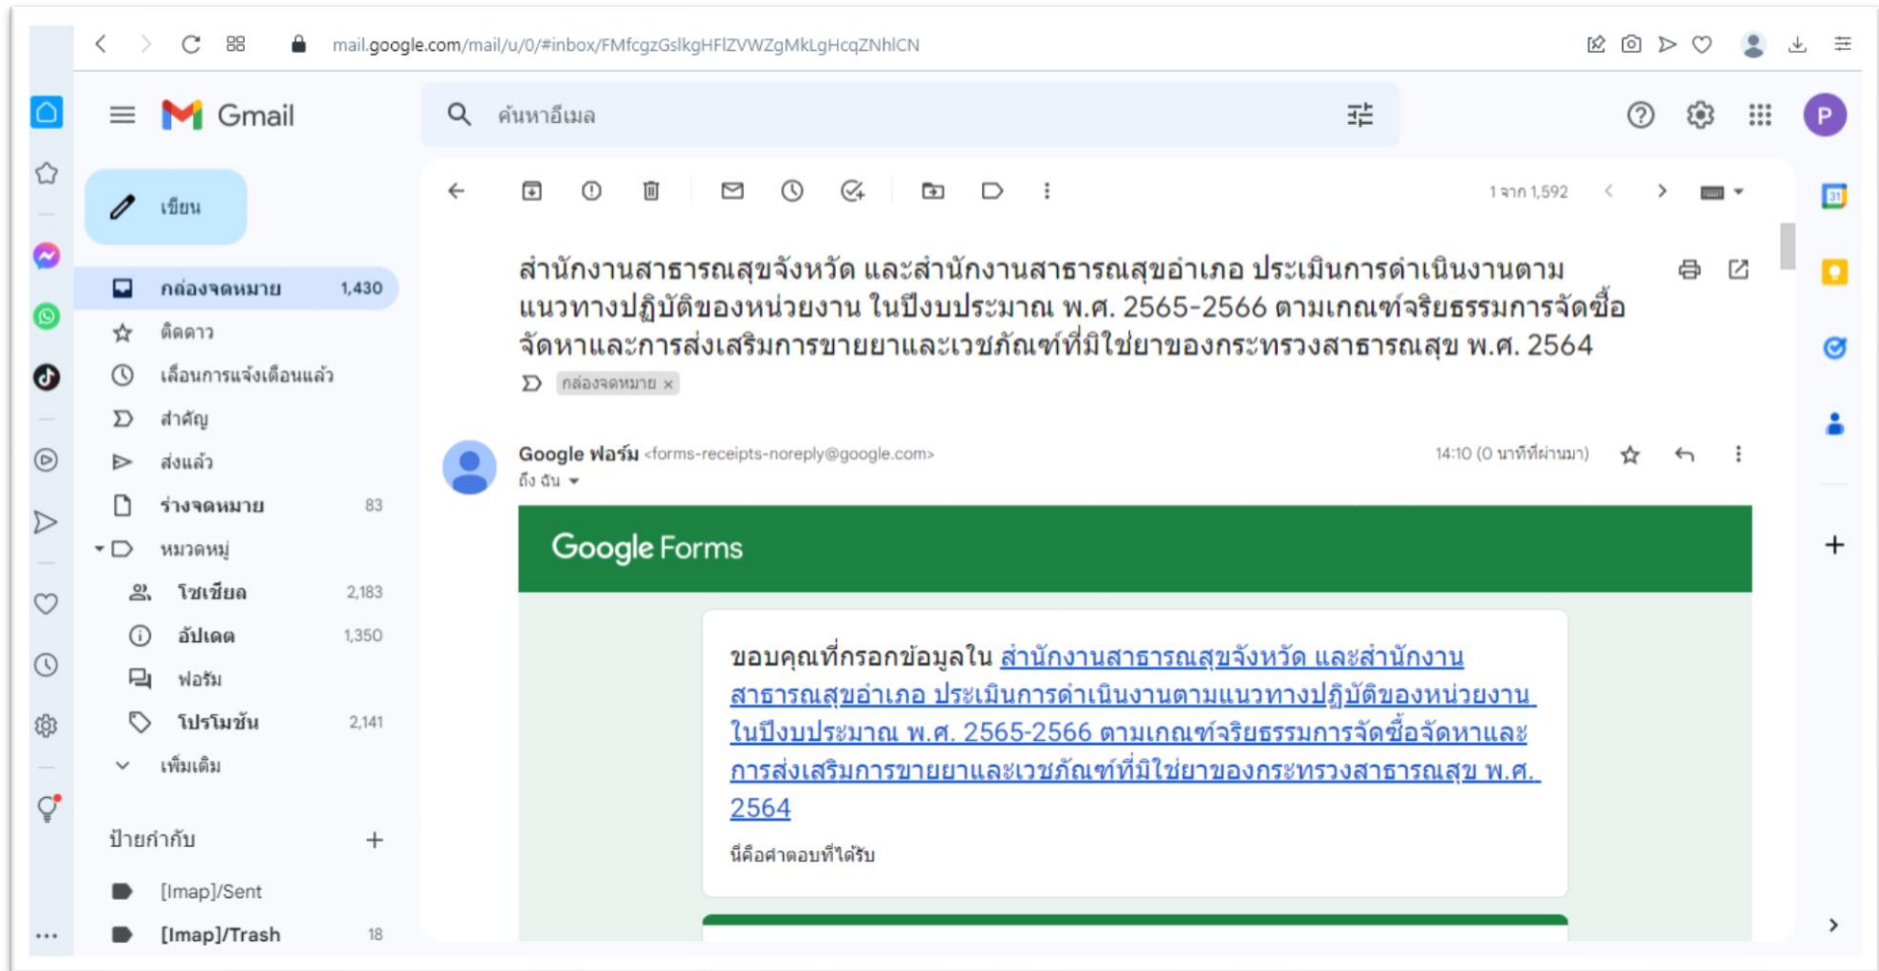 mail.google.com/mail/u/0/#inbox/FMfcgzGslkgHFlZVWZgMkLgHcqZNhlCN
Gmail
ค้นหาอีเมล
P
เขียน
1 จาก 1,592
31
กล่องจดหมาย 1,430
ติดดาว
เลื่อนการแจ้งเตือนแล้ว
สำคัญ
ส่งแล้ว
ร่างจดหมาย 83
หมวดหมู่
โซเชียล 2,183
อัปเดต 1,350
ฟอรัม
โปรโมชัน 2,141
เพิ่มเติม
ป้ายกำกับ
[Imap]/Sent
[Imap]/Trash 18
สำนักงานสาธารณสุขจังหวัด และสำนักงานสาธารณสุขอำเภอ ประเมินการดำเนินงานตาม
แนวทางปฏิบัติของหน่วยงาน ในปีงบประมาณ พ.ศ. 2565-2566 ตามเกณฑ์จริยธรรมการจัดซื้อ
จัดหาและการส่งเสริมการขายยาและเวชภัณฑ์ที่มิใช่ยาของกระทรวงสาธารณสุข พ.ศ. 2564
กล่องจดหมาย ×
Google ฟอร์ม <forms-receipts-noreply@google.com> 14:10 (0 นาทีที่ผ่านมา)
ถึง ฉัน
Google Forms
ขอบคุณที่กรอกข้อมูลใน สำนักงานสาธารณสุขจังหวัด และสำนักงาน
สาธารณสุขอำเภอ ประเมินการดำเนินงานตามแนวทางปฏิบัติของหน่วยงาน
ในปีงบประมาณ พ.ศ. 2565-2566 ตามเกณฑ์จริยธรรมการจัดซื้อจัดหาและ
การส่งเสริมการขายยาและเวชภัณฑ์ที่มิใช่ยาของกระทรวงสาธารณสุข พ.ศ.
2564
นี่คือคำตอบที่ได้รับ